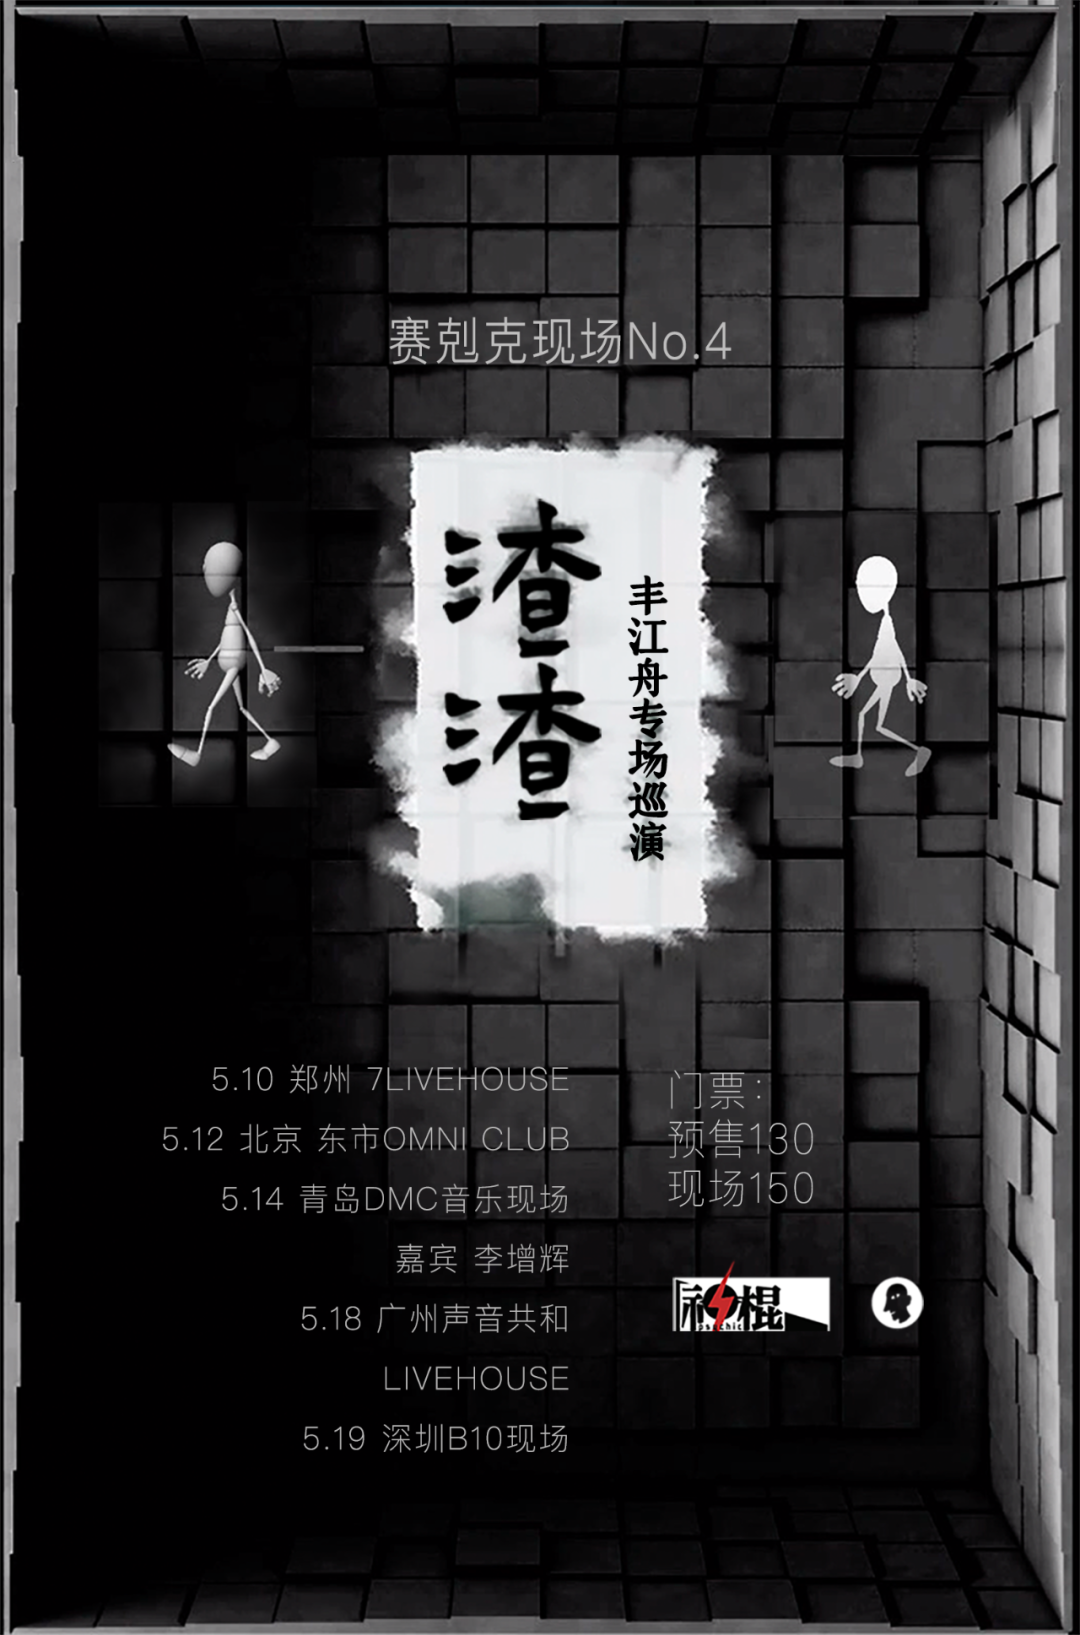 赛剋克现场No.4
渣渣
丰江舟专场巡演
5.10 郑州 7LIVEHOUSE
5.12 北京 东市OMNI CLUB
5.14 青岛DMC音乐现场
嘉宾 李增辉
5.18 广州声音共和
LIVEHOUSE
5.19 深圳B10现场
门票：
预售130
现场150
神棍
psychic